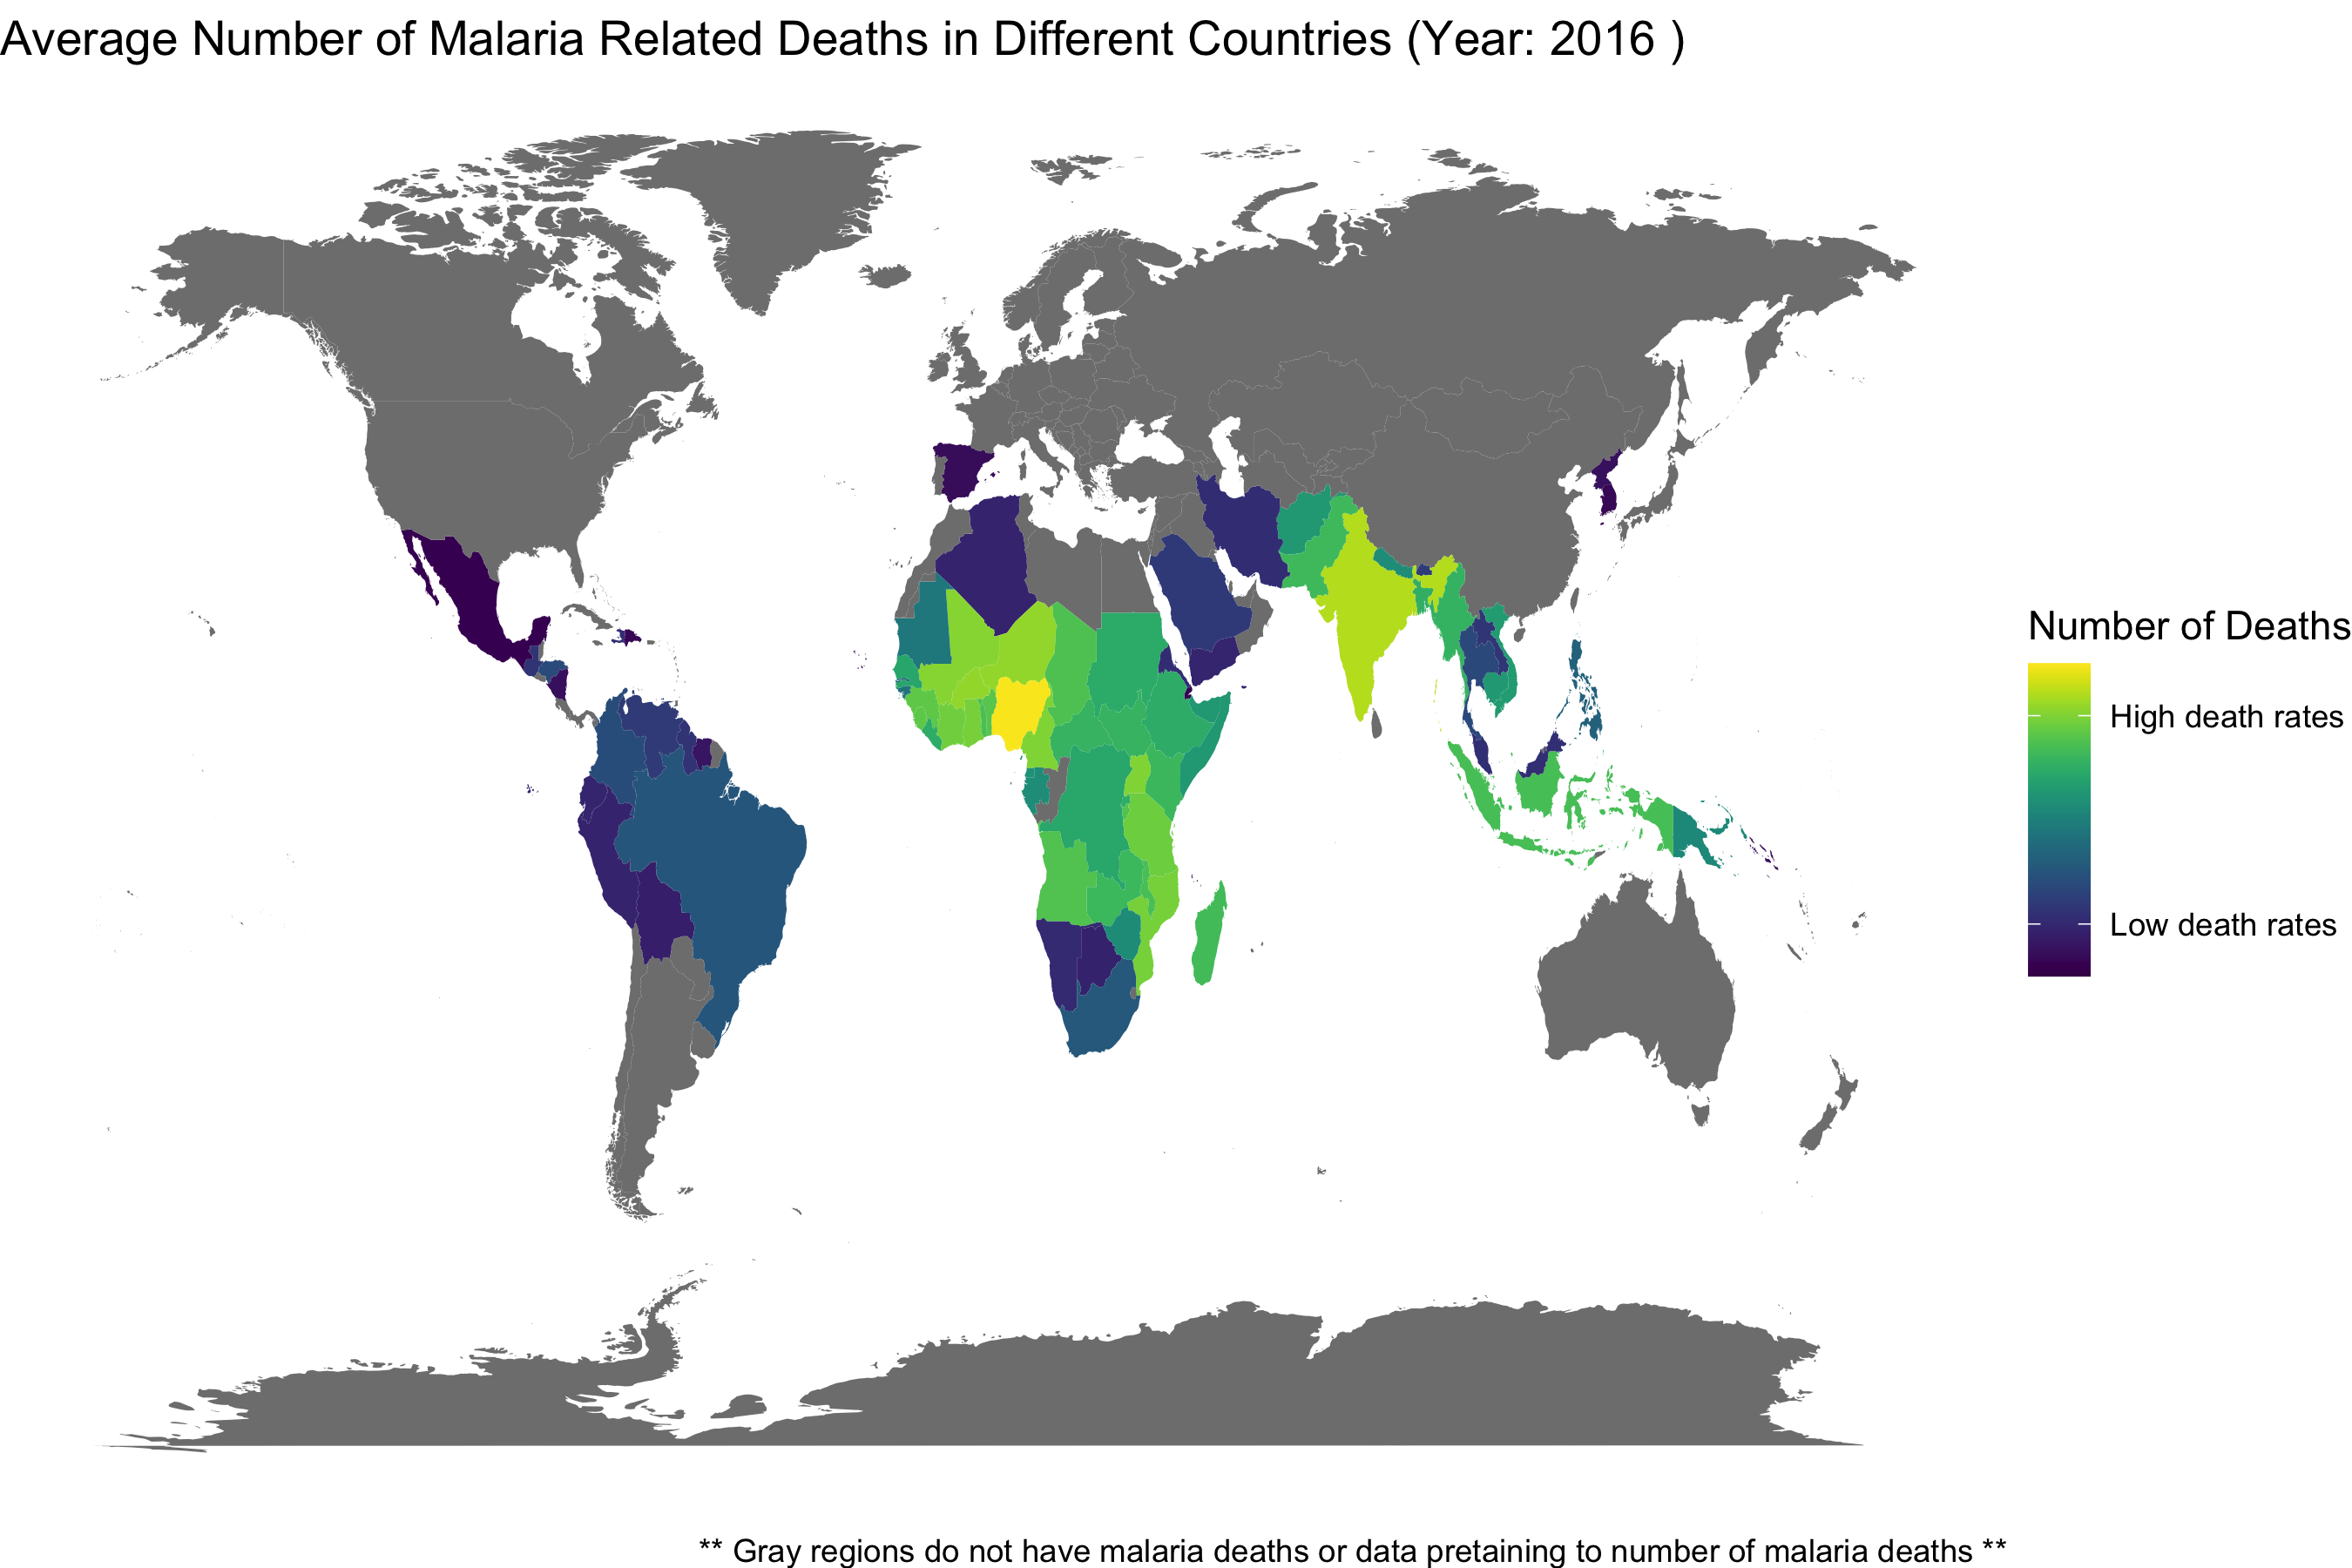 Average Number of Malaria Related Deaths in Different Countries (Year: 2016 )
Number of Deaths
High death rates
Low death rates
** Gray regions do not have malaria deaths or data pretaining to number of malaria deaths **